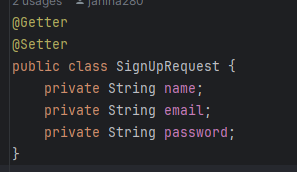 2 usages janina280
@Getter
@Setter
public class SignUpRequest {
private String name;
private String email;
private String password;
}